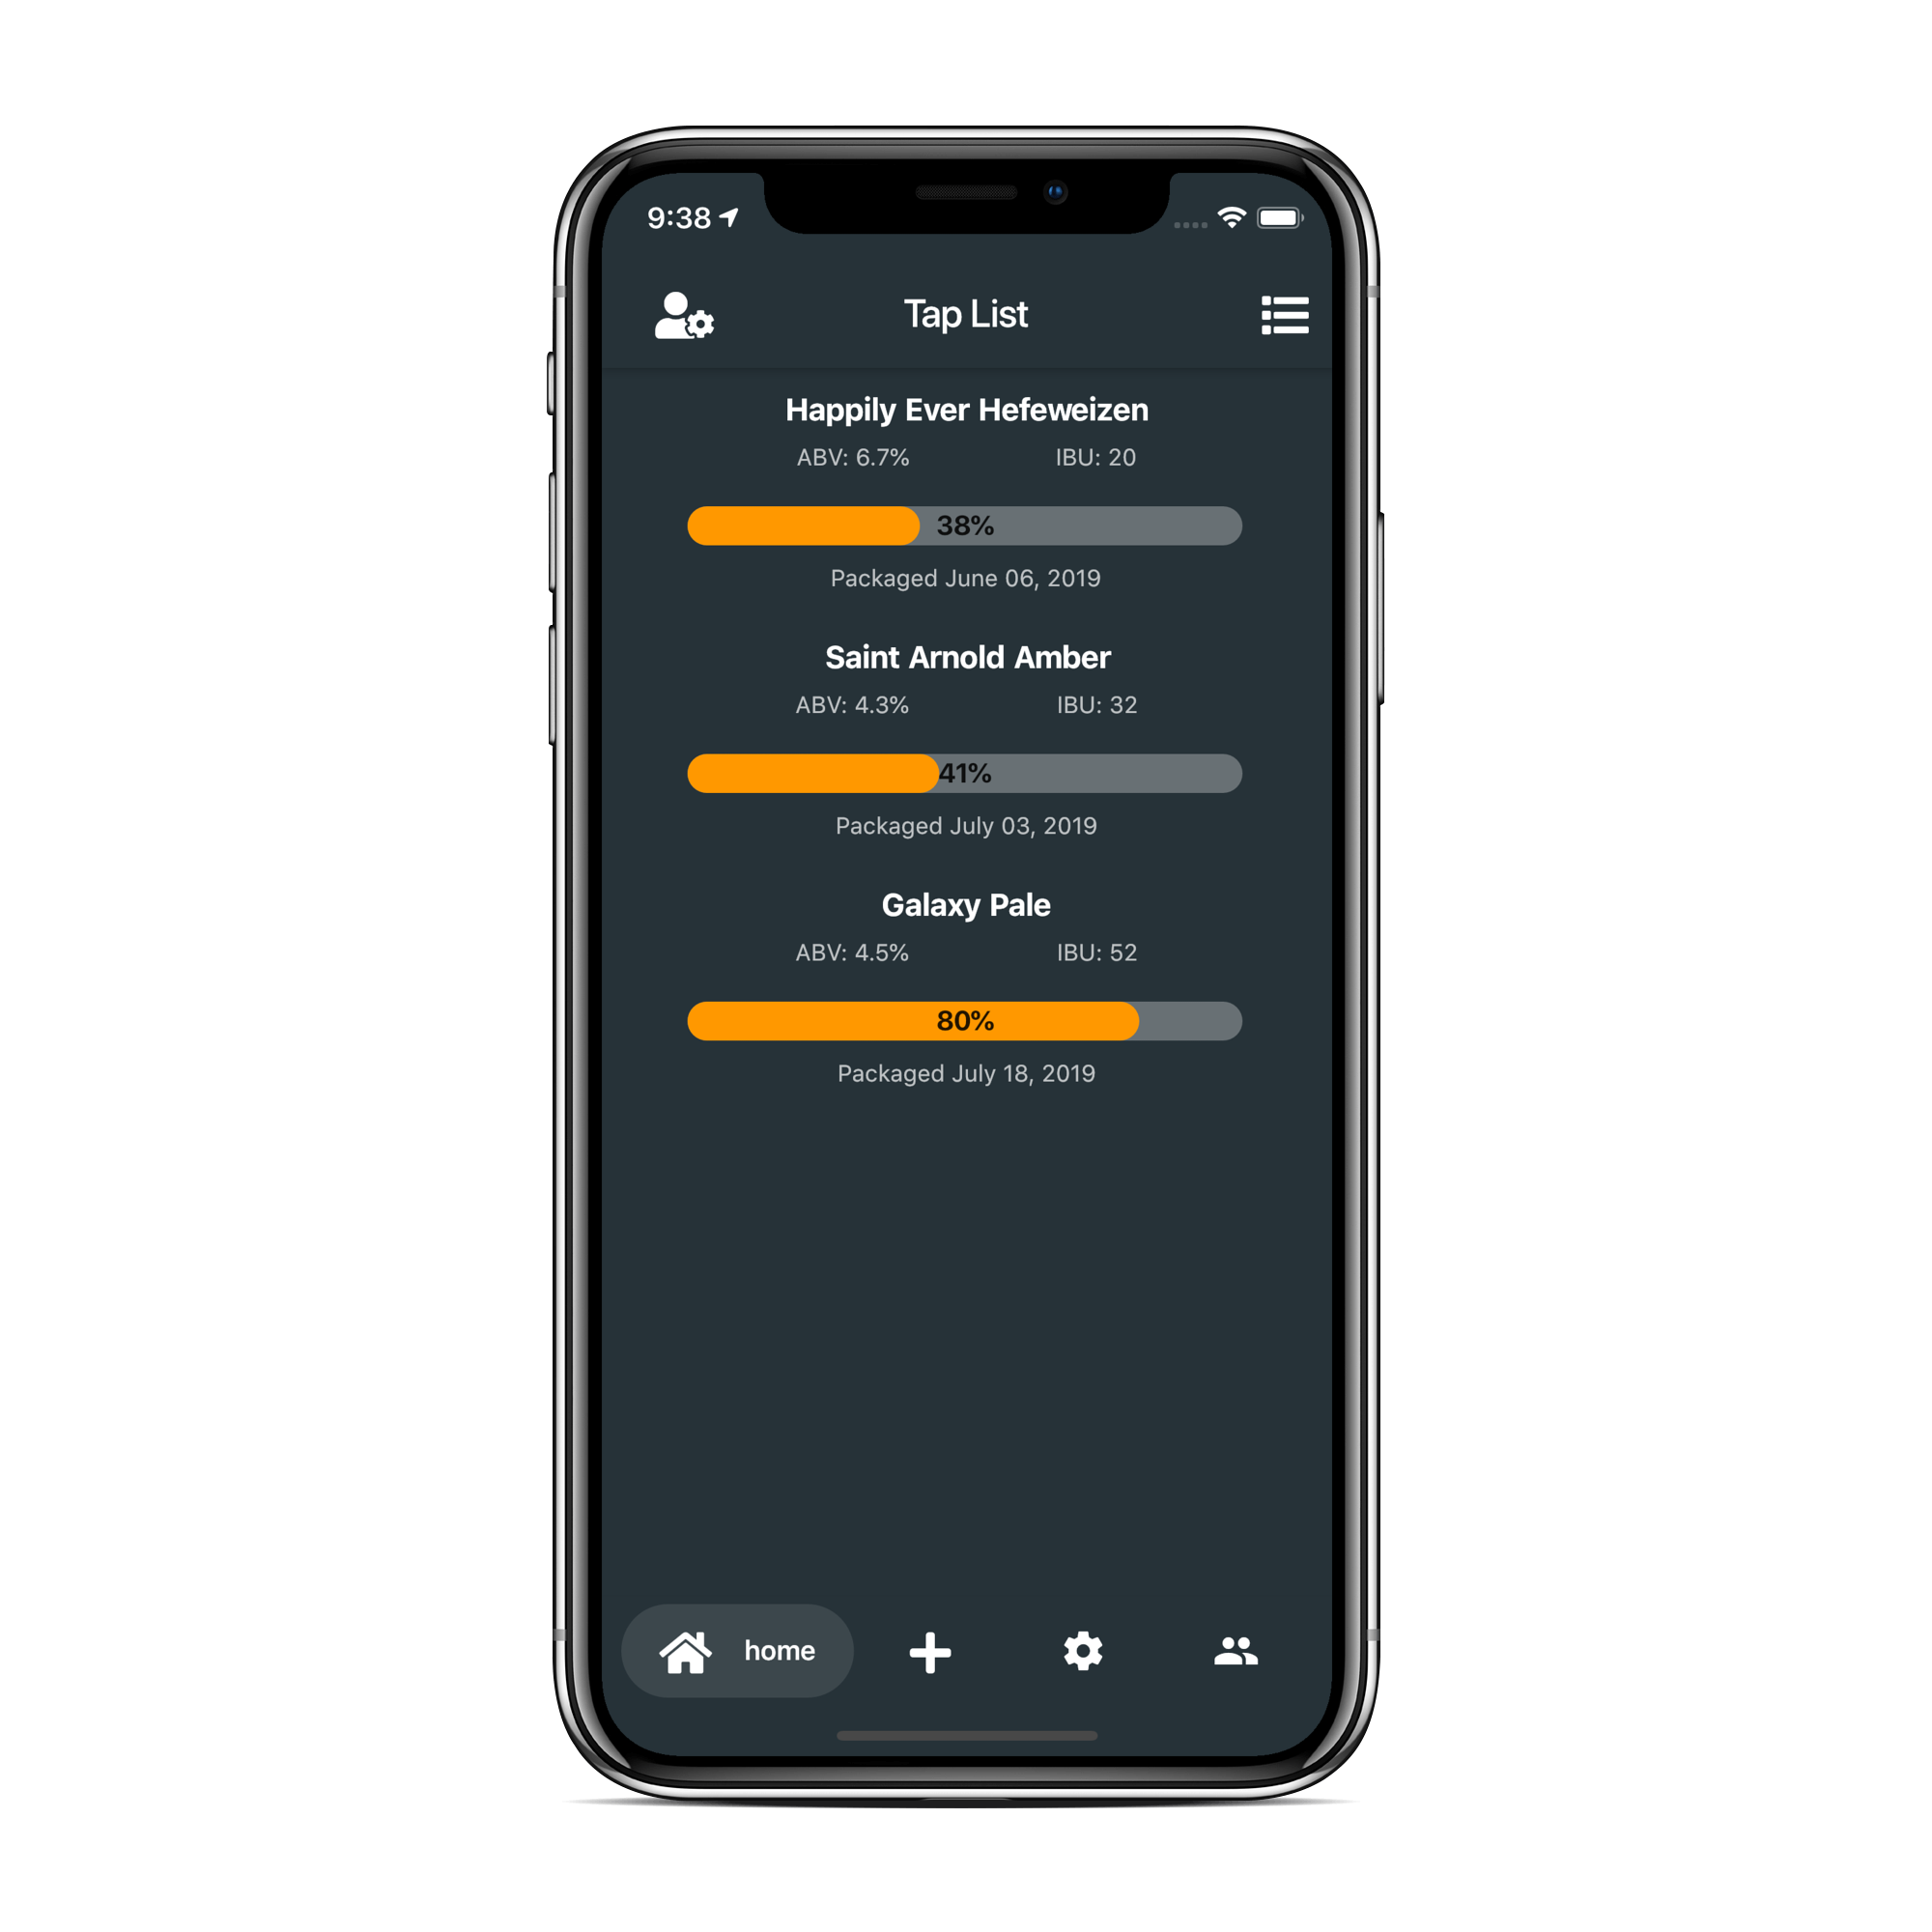 9:38
Tap List
Happily Ever Hefeweizen
ABV: 6.7% IBU: 20
38%
Packaged June 06, 2019
Saint Arnold Amber
ABV: 4.3% IBU: 32
41%
Packaged July 03, 2019
Galaxy Pale
ABV: 4.5% IBU: 52
80%
Packaged July 18, 2019
home